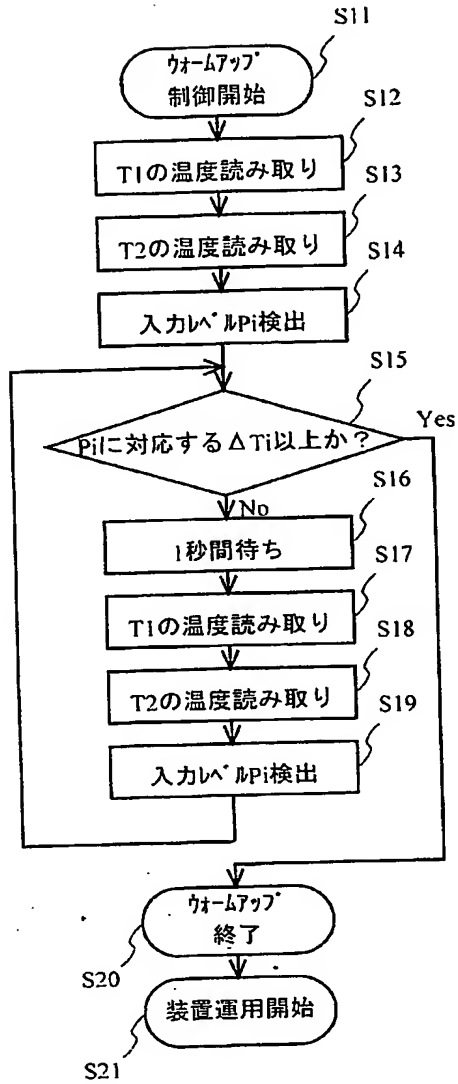 S11
ウォームアップ
制御開始
S12
T1の温度読み取り
S13
T2の温度読み取り
S14
入力レベルPi検出
S15
Piに対応するΔTi以上か?
Yes
No
S16
1秒間待ち
S17
T1の温度読み取り
S18
T2の温度読み取り
S19
入力レベルPi検出
ウォームアップ
終了
S20
装置運用開始
S21